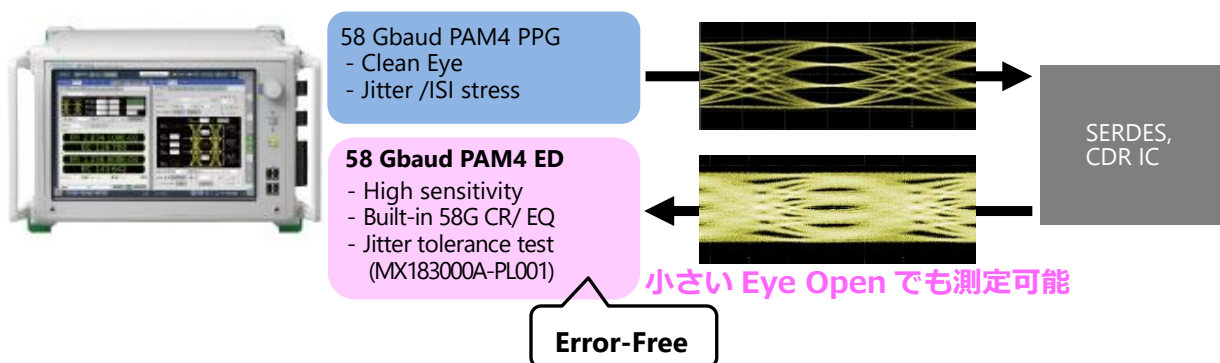 58 Gbaud PAM4 PPG
- Clean Eye
- Jitter /ISI stress
58 Gbaud PAM4 ED
- High sensitivity
- Built-in 58G CR/ EQ
- Jitter tolerance test
(MX183000A-PL001)
SERDES,
CDR IC
小さい Eye Open でも測定可能
Error-Free